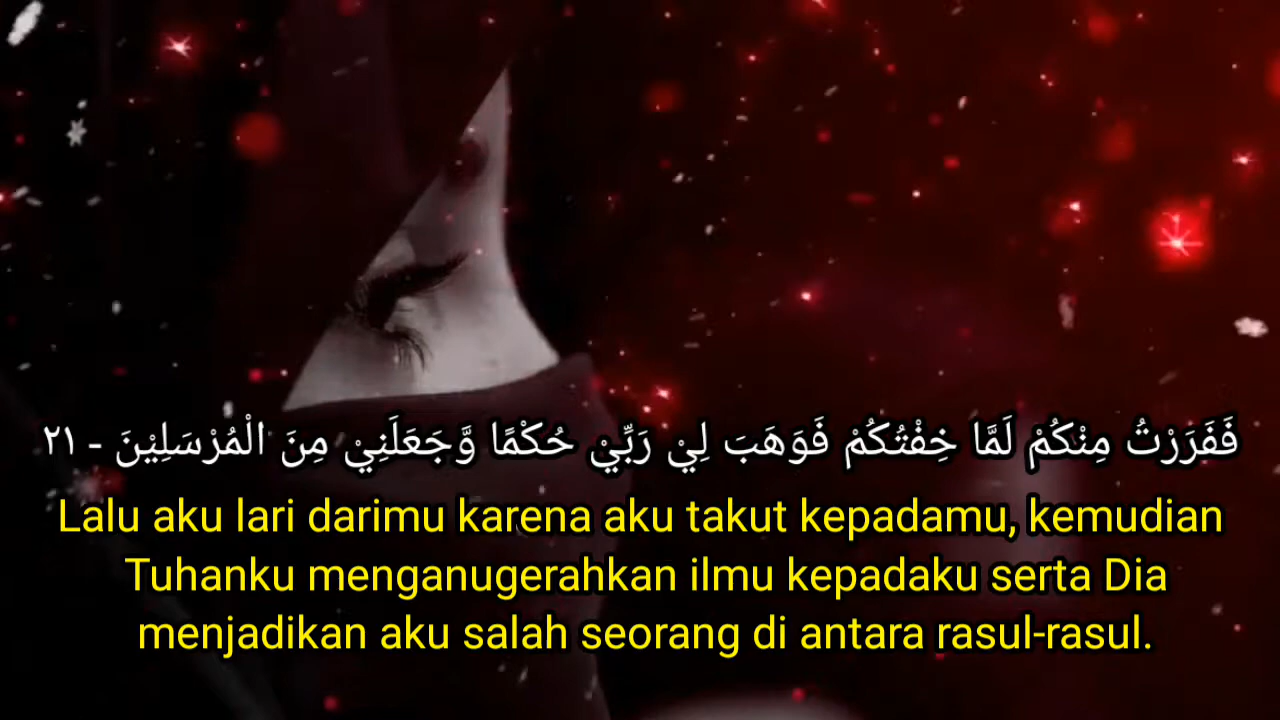 فَفَرَرْتُ مِنْكُمْ لَمَّا خِفْتُكُمْ فَوَهَبَ لِيْ رَبِّيْ حُكْمًا وَّجَعَلَنِيْ مِنَ الْمُرْسَلِيْنَ - ٢١
Lalu aku lari darimu karena aku takut kepadamu, kemudian
Tuhanku menganugerahkan ilmu kepadaku serta Dia
menjadikan aku salah seorang di antara rasul-rasul.